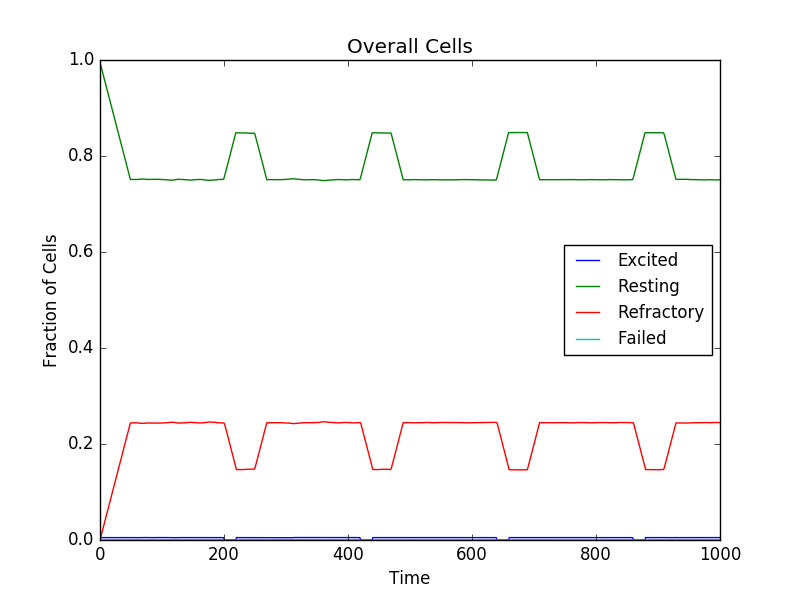 Overall Cells
1.0
0.8
0.6
0.4
0.2
0.0
Fraction of Cells
Excited
Resting
Refractory
Failed
0 200 400 600 800 1000
Time